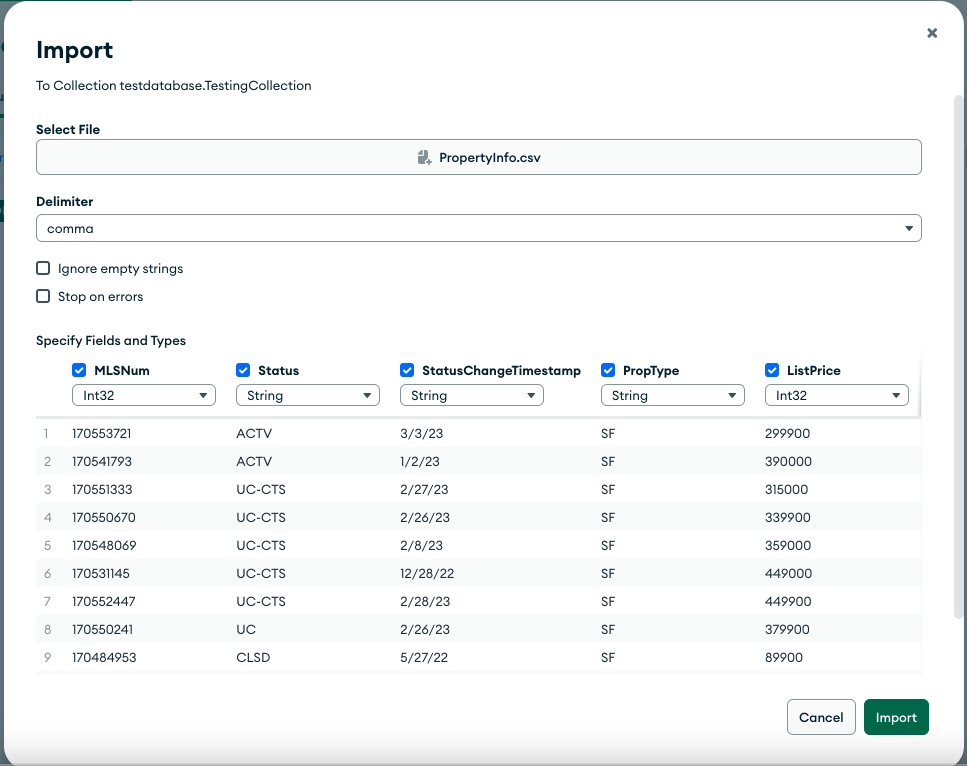 Import
To Collection testdatabase.TestingCollection
Select File
PropertyInfo.csv
Delimiter
comma
Ignore empty strings
Stop on errors
Specify Fields and Types
MLSNum Status StatusChangeTimestamp PropType ListPrice
Int32 String String String Int32
1 170553721 ACTV 3/3/23 SF 299900
2 170541793 ACTV 1/2/23 SF 390000
3 170551333 UC-CTS 2/27/23 SF 315000
4 170550670 UC-CTS 2/26/23 SF 339900
5 170548069 UC-CTS 2/8/23 SF 359000
6 170531145 UC-CTS 12/28/22 SF 449000
7 170552447 UC-CTS 2/28/23 SF 449900
8 170550241 UC 2/26/23 SF 379900
9 170484953 CLSD 5/27/22 SF 89900
Cancel Import